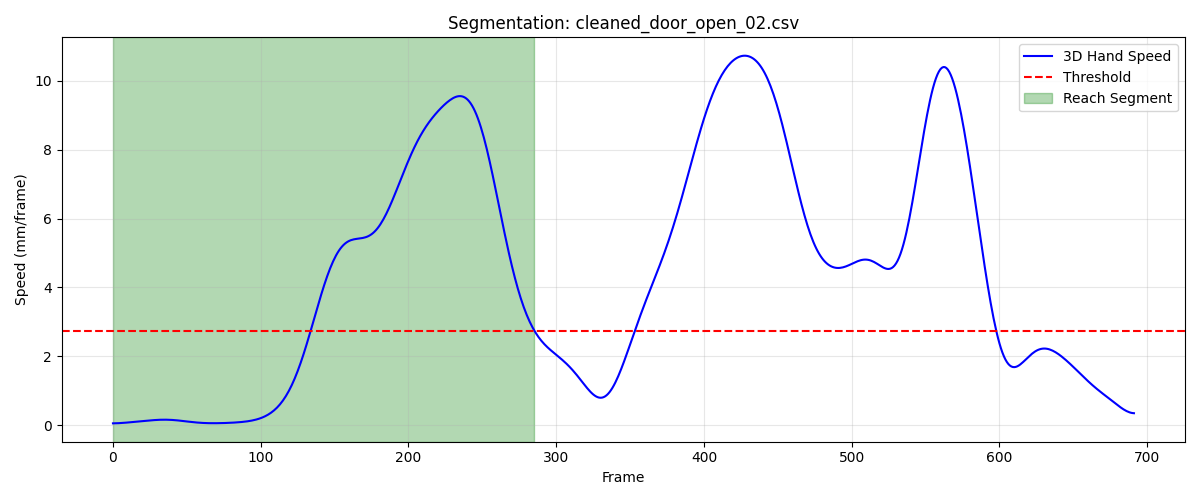 Segmentation: cleaned_door_open_02.csv
3D Hand Speed
Threshold
Reach Segment
Speed (mm/frame)
10
8
6
4
2
0
0 100 200 300 400 500 600 700
Frame